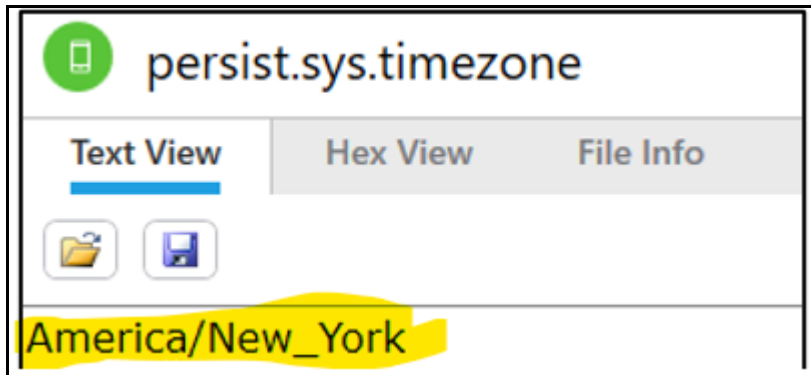 persist.sys.timezone
Text View Hex View File Info
America/New_York